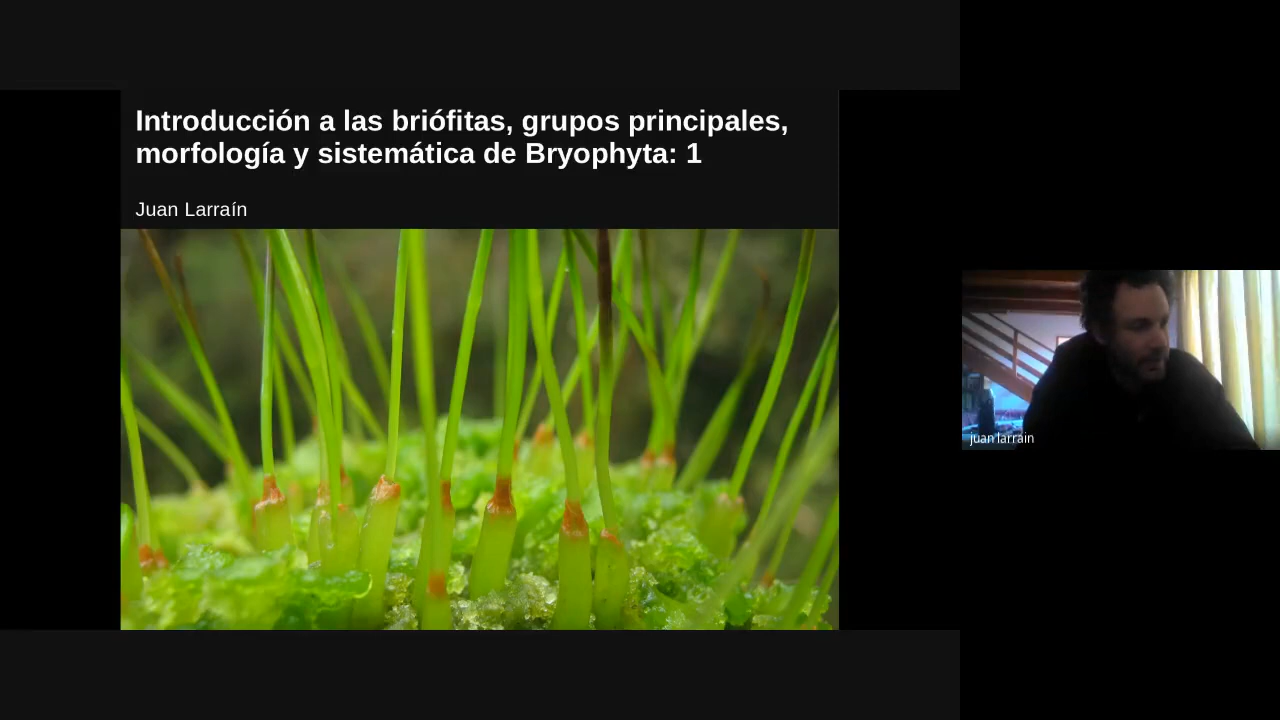 Introducción a las briófitas, grupos principales,
morfología y sistemática de Bryophyta: 1
Juan Larraín
juan larrain